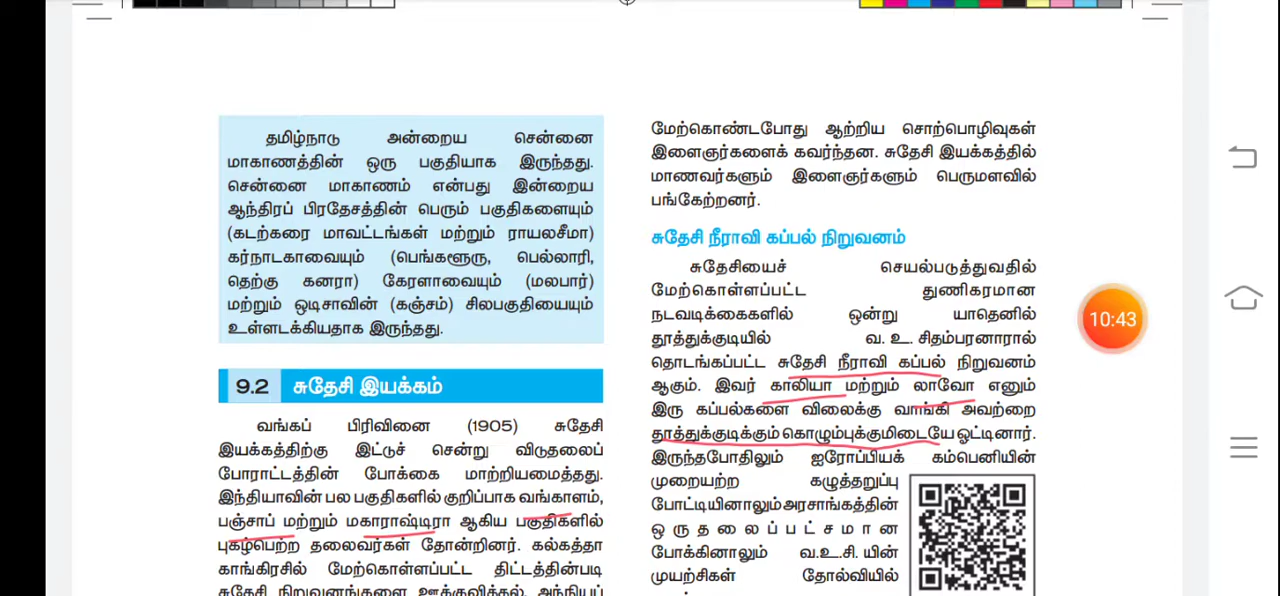 தமிழ்நாடு அன்றைய சென்னை
மாகாணத்தின் ஒரு பகுதியாக இருந்தது.
சென்னை மாகாணம் என்பது இன்றைய
ஆந்திரப் பிரதேசத்தின் பெரும் பகுதிகளையும்
(கடற்கரை மாவட்டங்கள் மற்றும் ராயலசீமா)
கர்நாடகாவையும் (பெங்களூரு, பெல்லாரி,
தெற்கு கனரா) கேரளாவையும் (மலபார்)
மற்றும் ஒடிசாவின் (கஞ்சம்) சிலபகுதியையும்
உள்ளடக்கியதாக இருந்தது.
9.2 சுதேசி இயக்கம்
வங்கப் பிரிவினை (1905) சுதேசி
இயக்கத்திற்கு இட்டுச் சென்று விடுதலைப்
போராட்டத்தின் போக்கை மாற்றியமைத்தது.
இந்தியாவின் பல பகுதிகளில் குறிப்பாக வங்காளம்,
பஞ்சாப் மற்றும் மகாராஷ்டிரா ஆகிய பகுதிகளில்
புகழ்பெற்ற தலைவர்கள் தோன்றினர். கல்கத்தா
காங்கிரசில் மேற்கொள்ளப்பட்ட திட்டத்தின்படி
சுதேசி நிறுவனங்களை ஊக்குவித்தல், அந்நியப்
மேற்கொண்டபோது ஆற்றிய சொற்பொழிவுகள்
இளைஞர்களைக் கவர்ந்தன. சுதேசி இயக்கத்தில்
மாணவர்களும் இளைஞர்களும் பெருமளவில்
பங்கேற்றனர்.
சுதேசி நீராவி கப்பல் நிறுவனம்
சுதேசியைச் செயல்படுத்துவதில்
மேற்கொள்ளப்பட்ட துணிகரமான
நடவடிக்கைகளில் ஒன்று யாதெனில்
தூத்துக்குடியில் வ. உ. சிதம்பரனாரால்
தொடங்கப்பட்ட சுதேசி நீராவி கப்பல் நிறுவனம்
ஆகும். இவர் காலியா மற்றும் லாவோ எனும்
இரு கப்பல்களை விலைக்கு வாங்கி அவற்றை
தூத்துக்குடிக்கும் கொழும்புக்குமிடையே ஓட்டினார்.
இருந்தபோதிலும் ஐரோப்பியக் கம்பெனியின்
முறையற்ற கழுத்தறுப்பு
போட்டியினாலும்அரசாங்கத்தின்
ஒருதலைப்பட்சமான
போக்கினாலும் வ.உ.சி. யின்
முயற்சிகள் தோல்வியில்
10:43